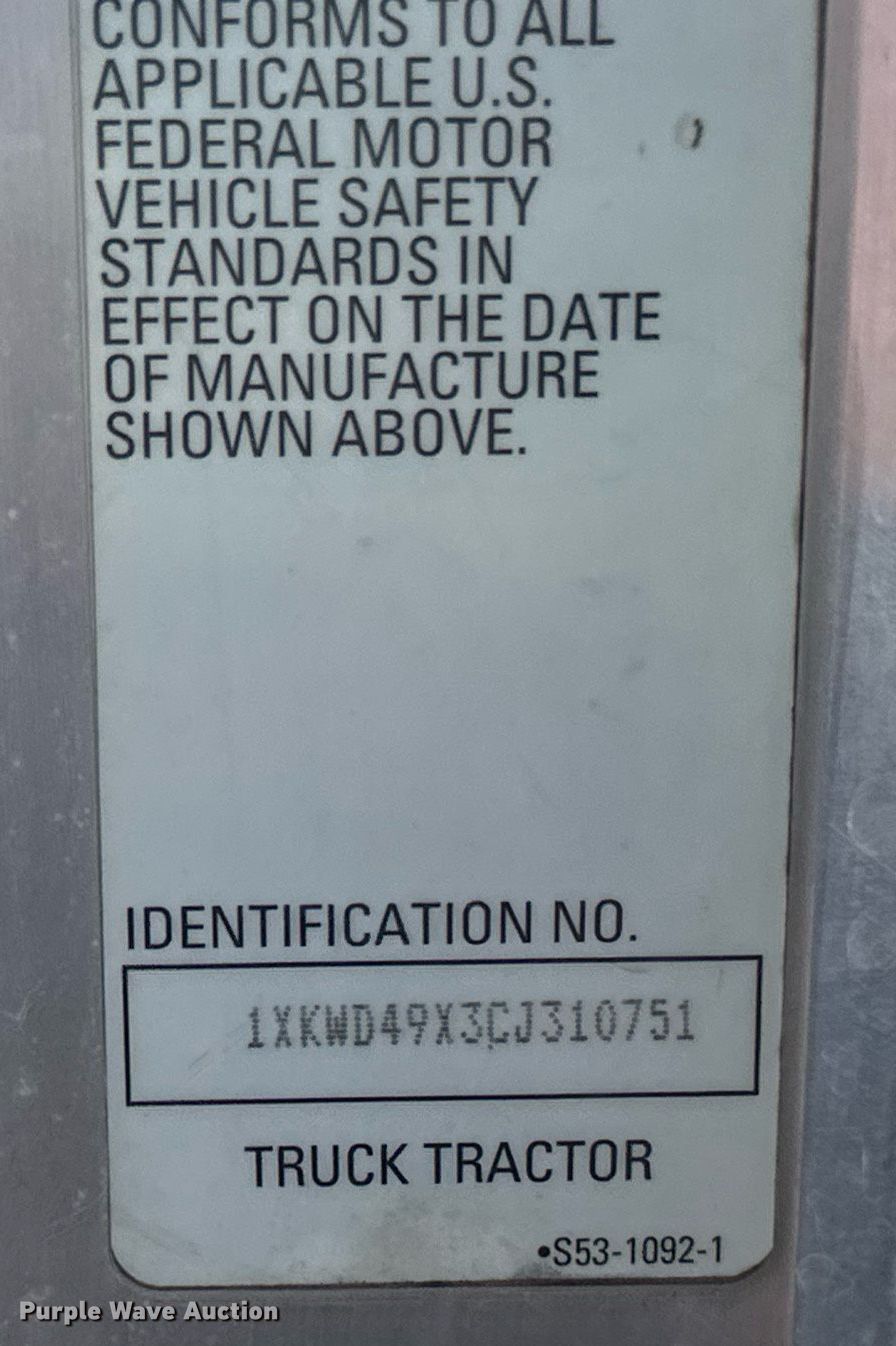 CONFORMS TO ALL
APPLICABLE U.S.
FEDERAL MOTOR
VEHICLE SAFETY
STANDARDS IN
EFFECT ON THE DATE
OF MANUFACTURE
SHOWN ABOVE.
IDENTIFICATION NO.
1XKWD49X3CJ310751
TRUCK TRACTOR
•S53-1092-1
Purple Wave Auction